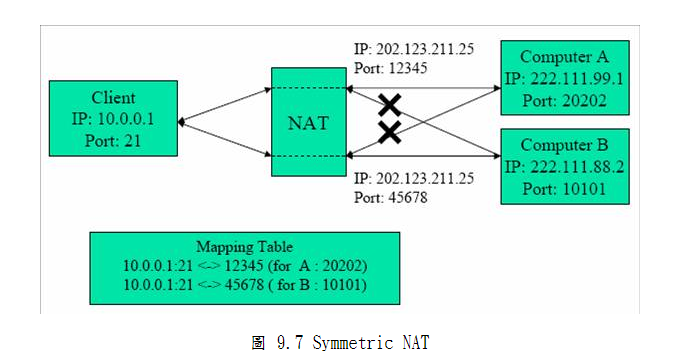 IP: 202.123.211.25
Port: 12345
Computer A
IP: 222.111.99.1
Port: 20202
Client
IP: 10.0.0.1
Port: 21
NAT
Computer B
IP: 222.111.88.2
Port: 10101
IP: 202.123.211.25
Port: 45678
Mapping Table
10.0.0.1:21 <-> 12345 (for A : 20202)
10.0.0.1:21 <-> 45678 ( for B : 10101)
圖 9.7 Symmetric NAT